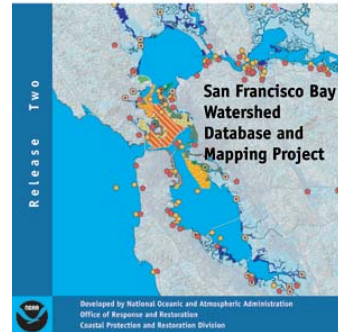 San Francisco Bay
Watershed
Database and
Mapping Project
Release Two
NOAA
Developed by National Oceanic and Atmospheric Administration
Office of Response and Restoration
Coastal Protection and Restoration Division